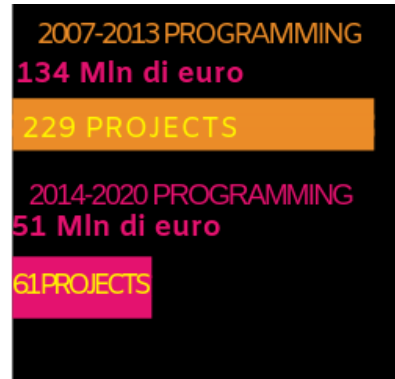 2007-2013 PROGRAMMING
134 Mln di euro
229 PROJECTS
2014-2020 PROGRAMMING
51 Mln di euro
61 PROJECTS